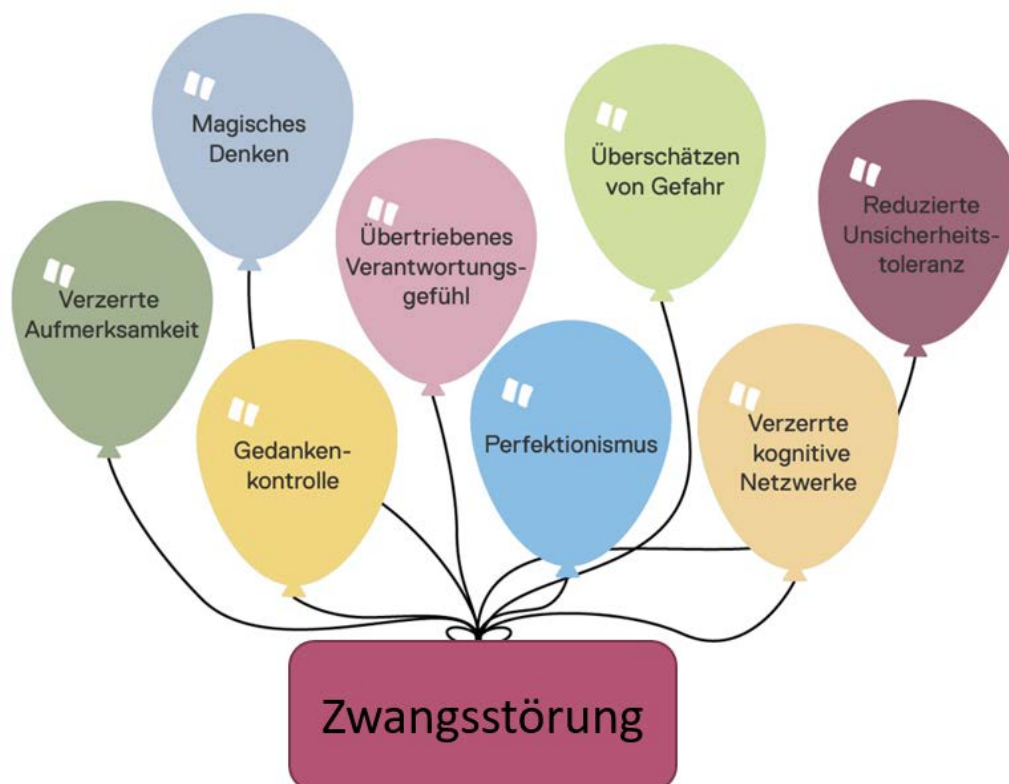 Magisches
Denken
Überschätzen
von Gefahr
Reduzierte
Unsicherheits-
toleranz
Übertriebenes
Verantwortungs-
gefühl
Verzerrte
Aufmerksamkeit
Gedanken-
kontrolle
Perfektionismus
Verzerrte
kognitive
Netzwerke
Zwangsstörung